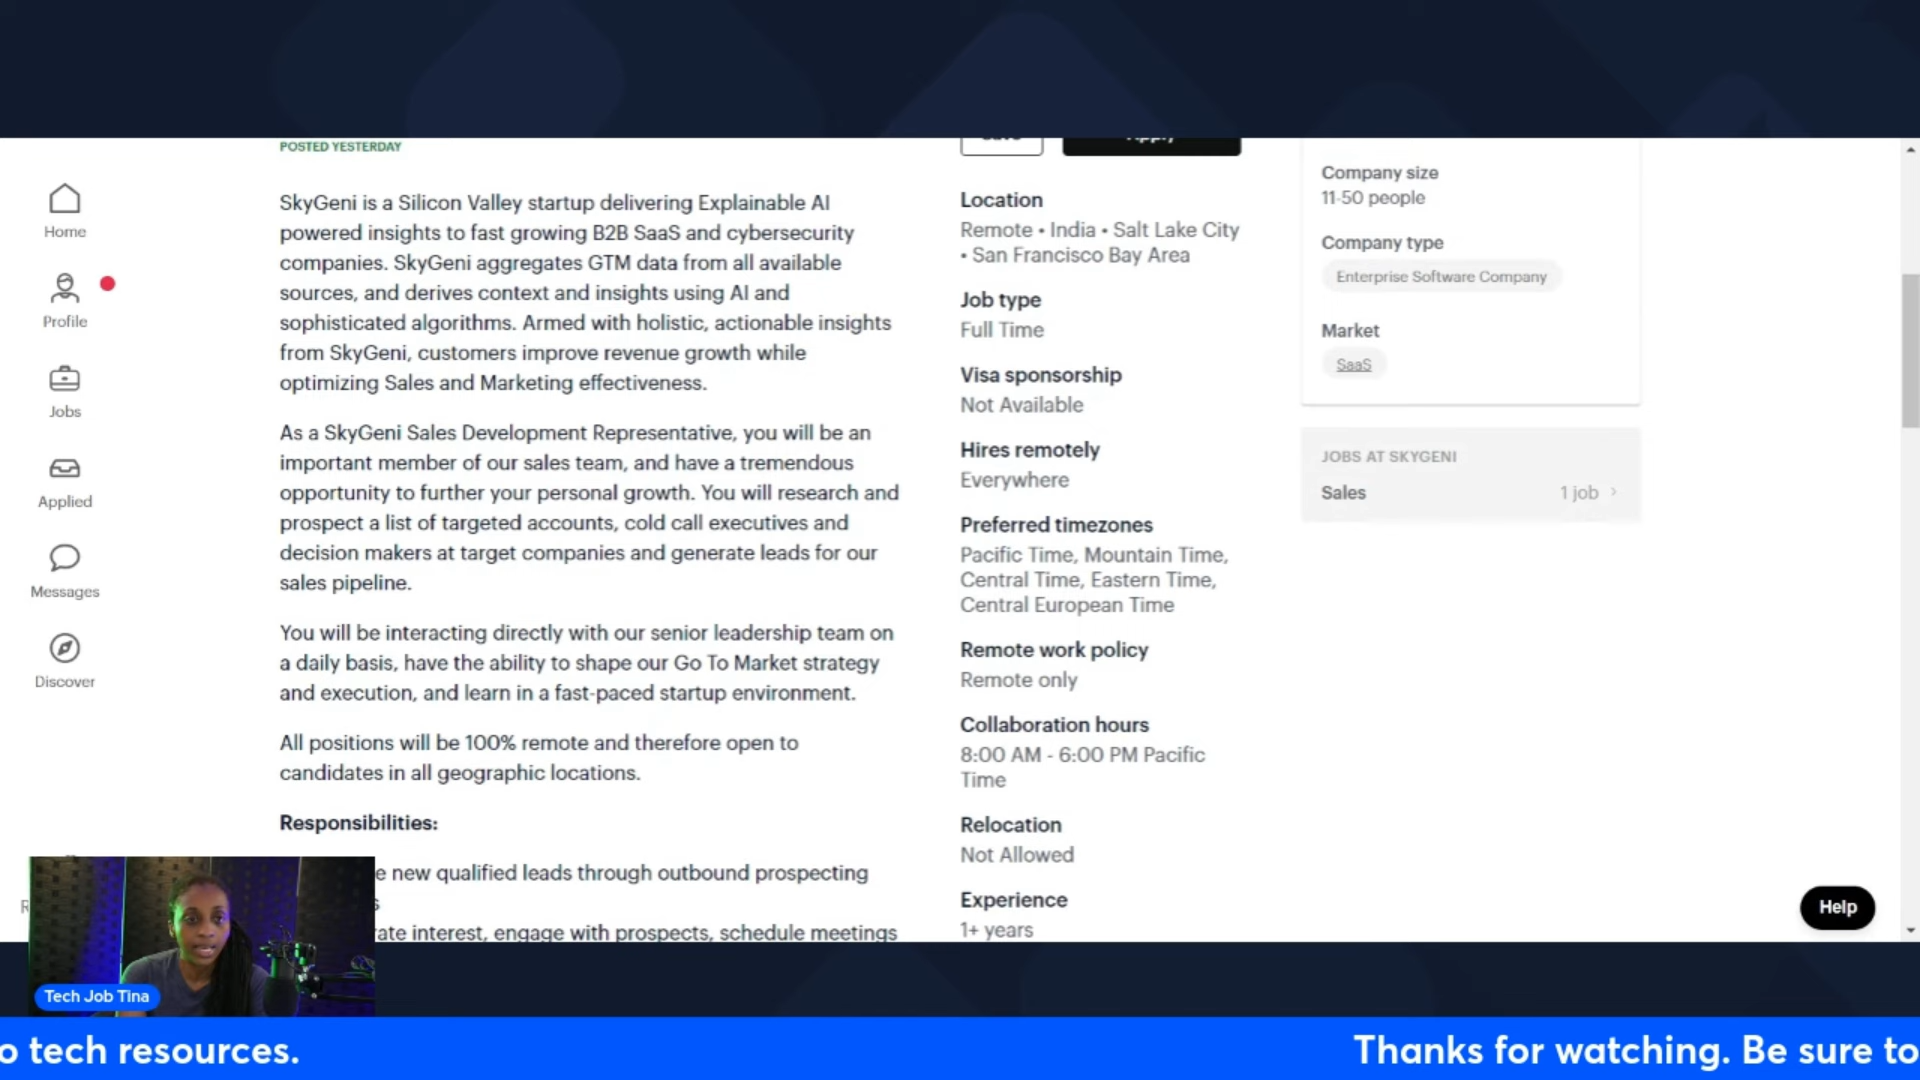 POSTED YESTERDAY
Apply
Home
Profile
Jobs
Applied
Messages
Discover
SkyGeni is a Silicon Valley startup delivering Explainable AI
powered insights to fast growing B2B SaaS and cybersecurity
companies. SkyGeni aggregates GTM data from all available
sources, and derives context and insights using AI and
sophisticated algorithms. Armed with holistic, actionable insights
from SkyGeni, customers improve revenue growth while
optimizing Sales and Marketing effectiveness.
As a SkyGeni Sales Development Representative, you will be an
important member of our sales team, and have a tremendous
opportunity to further your personal growth. You will research and
prospect a list of targeted accounts, cold call executives and
decision makers at target companies and generate leads for our
sales pipeline.
You will be interacting directly with our senior leadership team on
a daily basis, have the ability to shape our Go To Market strategy
and execution, and learn in a fast-paced startup environment.
All positions will be 100% remote and therefore open to
candidates in all geographic locations.
Responsibilities:
e new qualified leads through outbound prospecting
s
rate interest, engage with prospects, schedule meetings
Location
Remote • India • Salt Lake City
• San Francisco Bay Area
Job type
Full Time
Visa sponsorship
Not Available
Hires remotely
Everywhere
Preferred timezones
Pacific Time, Mountain Time,
Central Time, Eastern Time,
Central European Time
Remote work policy
Remote only
Collaboration hours
8:00 AM - 6:00 PM Pacific
Time
Relocation
Not Allowed
Experience
1+ years
Company size
11-50 people
Company type
Enterprise Software Company
Market
SaaS
JOBS AT SKYGENI
Sales 1 job >
Help
Tech Job Tina
o tech resources. Thanks for watching. Be sure to